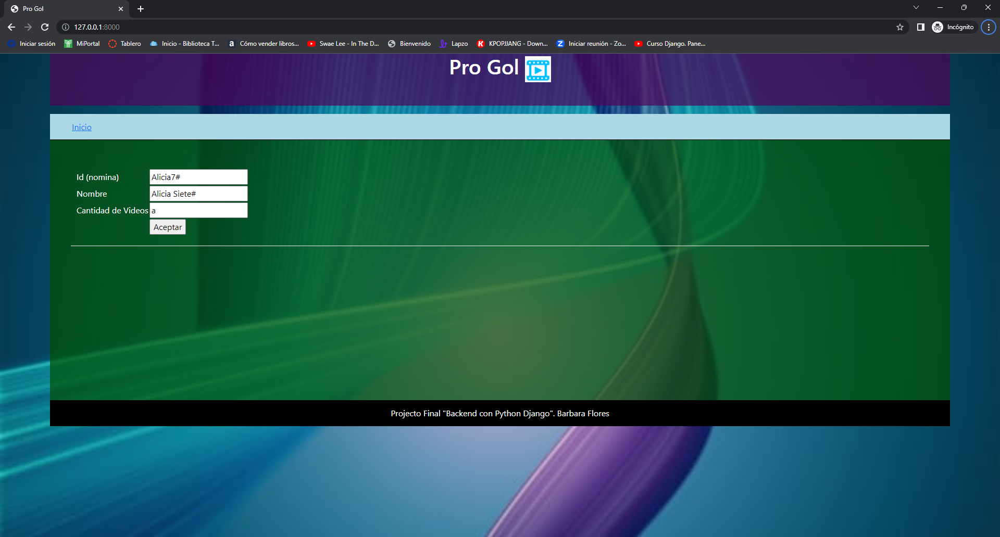 Pro Gol
127.0.0.1:8000
Incógnito
Iniciar sesión
MiPortal
Tablero
Inicio - Biblioteca T...
a Cómo vender libros...
Swae Lee - In The D...
Bienvenido
Lapzo
K KPOPJJANG - Down...
Z Iniciar reunión - Zo...
Curso Django. Pane...
Pro Gol
Inicio
Id (nomina) Alicia7#
Nombre Alicia Siete#
Cantidad de Videos a
Aceptar
Projecto Final "Backend con Python Django". Barbara Flores